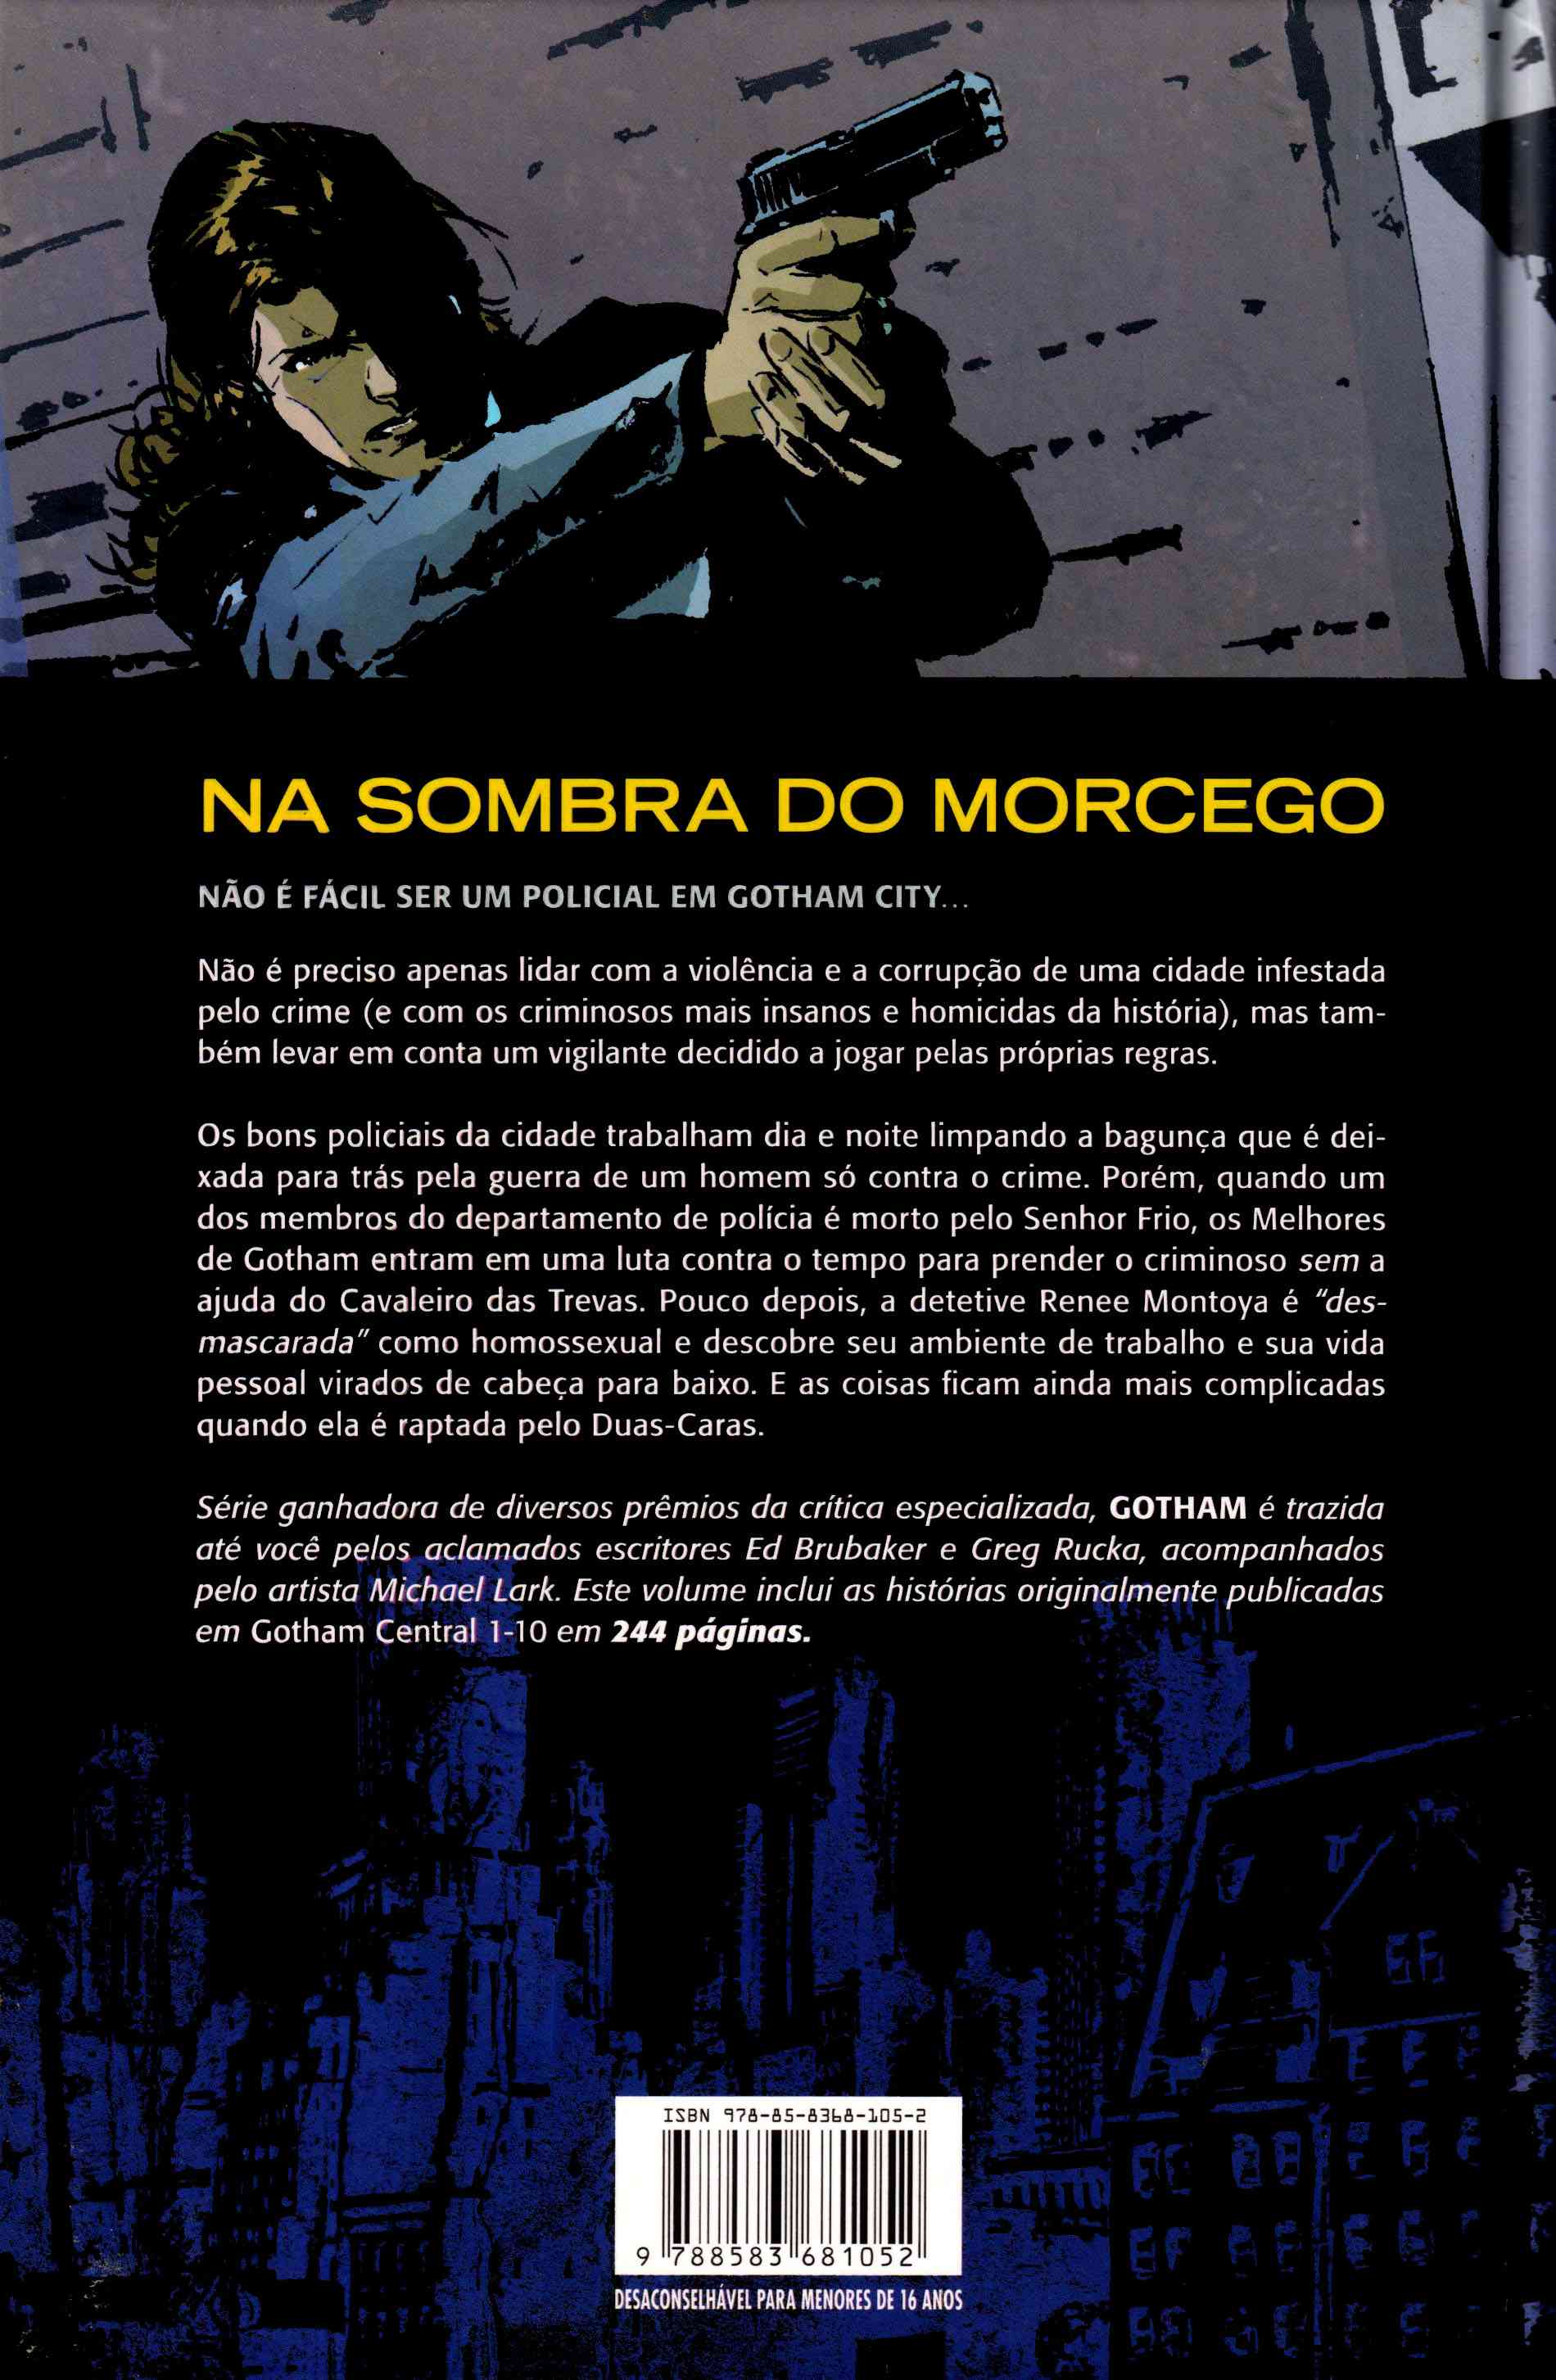 NA SOMBRA DO MORCEGO
NÃO É FÁCIL SER UM POLICIAL EM GOTHAM CITY...
Não é preciso apenas lidar com a violência e a corrupção de uma cidade infestada
pelo crime (e com os criminosos mais insanos e homicidas da história), mas tam-
bém levar em conta um vigilante decidido a jogar pelas próprias regras.
Os bons policiais da cidade trabalham dia e noite limpando a bagunça que é dei-
xada para trás pela guerra de um homem só contra o crime. Porém, quando um
dos membros do departamento de polícia é morto pelo Senhor Frio, os Melhores
de Gotham entram em uma luta contra o tempo para prender o criminoso sem a
ajuda do Cavaleiro das Trevas. Pouco depois, a detetive Renee Montoya é "des-
mascarada" como homossexual e descobre seu ambiente de trabalho e sua vida
pessoal virados de cabeça para baixo. E as coisas ficam ainda mais complicadas
quando ela é raptada pelo Duas-Caras.
Série ganhadora de diversos prêmios da crítica especializada, GOTHAM é trazida
até você pelos aclamados escritores Ed Brubaker e Greg Rucka, acompanhados
pelo artista Michael Lark. Este volume inclui as histórias originalmente publicadas
em Gotham Central 1-10 em 244 páginas.
ISBN 978-85-8368-105-2
9 788583 681052
DESACONSELHÁVEL PARA MENORES DE 16 ANOS